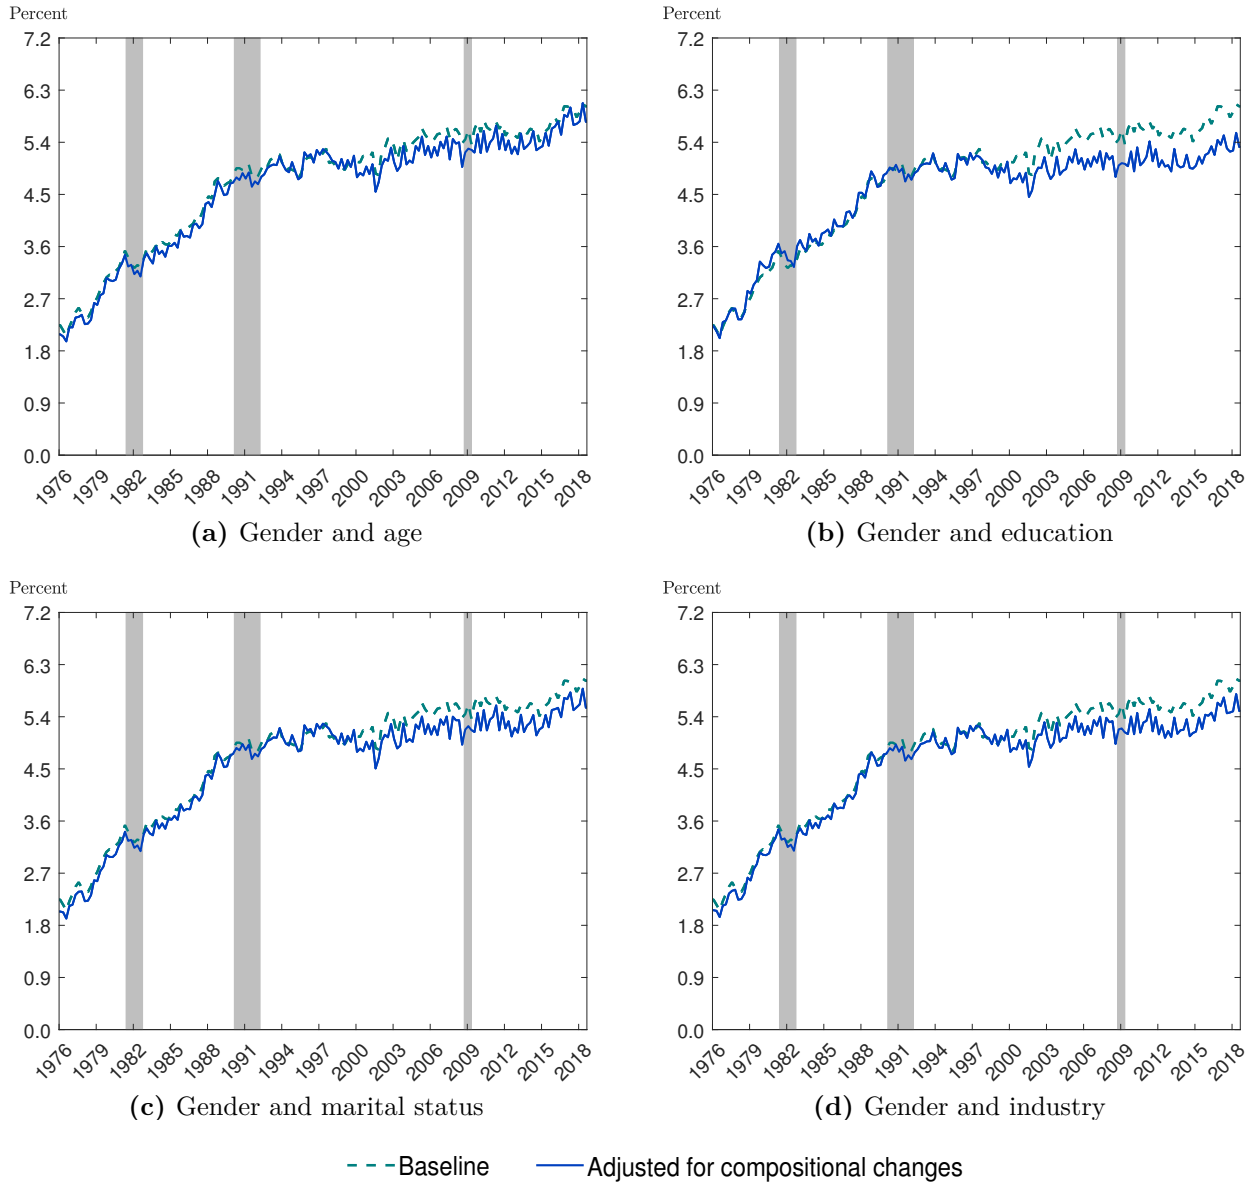 Percent
7.2
6.3
5.4
4.5
3.6
2.7
1.8
0.9
0.0
1976 1979 1982 1985 1988 1991 1994 1997 2000 2003 2006 2009 2012 2015 2018
(a) Gender and age
Percent
7.2
6.3
5.4
4.5
3.6
2.7
1.8
0.9
0.0
1976 1979 1982 1985 1988 1991 1994 1997 2000 2003 2006 2009 2012 2015 2018
(b) Gender and education
Percent
7.2
6.3
5.4
4.5
3.6
2.7
1.8
0.9
0.0
1976 1979 1982 1985 1988 1991 1994 1997 2000 2003 2006 2009 2012 2015 2018
(c) Gender and marital status
Percent
7.2
6.3
5.4
4.5
3.6
2.7
1.8
0.9
0.0
1976 1979 1982 1985 1988 1991 1994 1997 2000 2003 2006 2009 2012 2015 2018
(d) Gender and industry
Baseline Adjusted for compositional changes